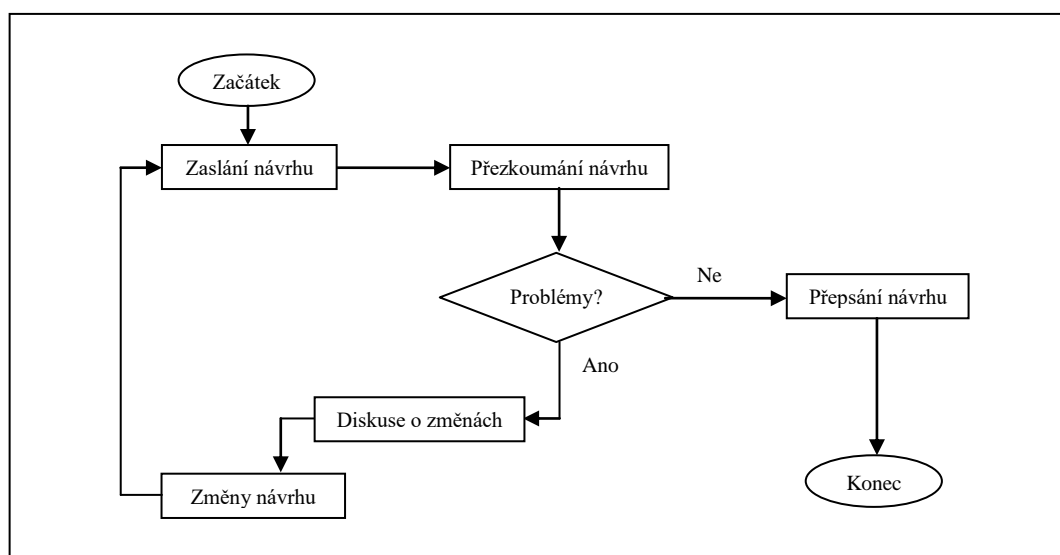 Začátek
Zaslání návrhu
Přezkoumání návrhu
Problémy?
Ne
Přepsání návrhu
Ano
Diskuse o změnách
Změny návrhu
Konec